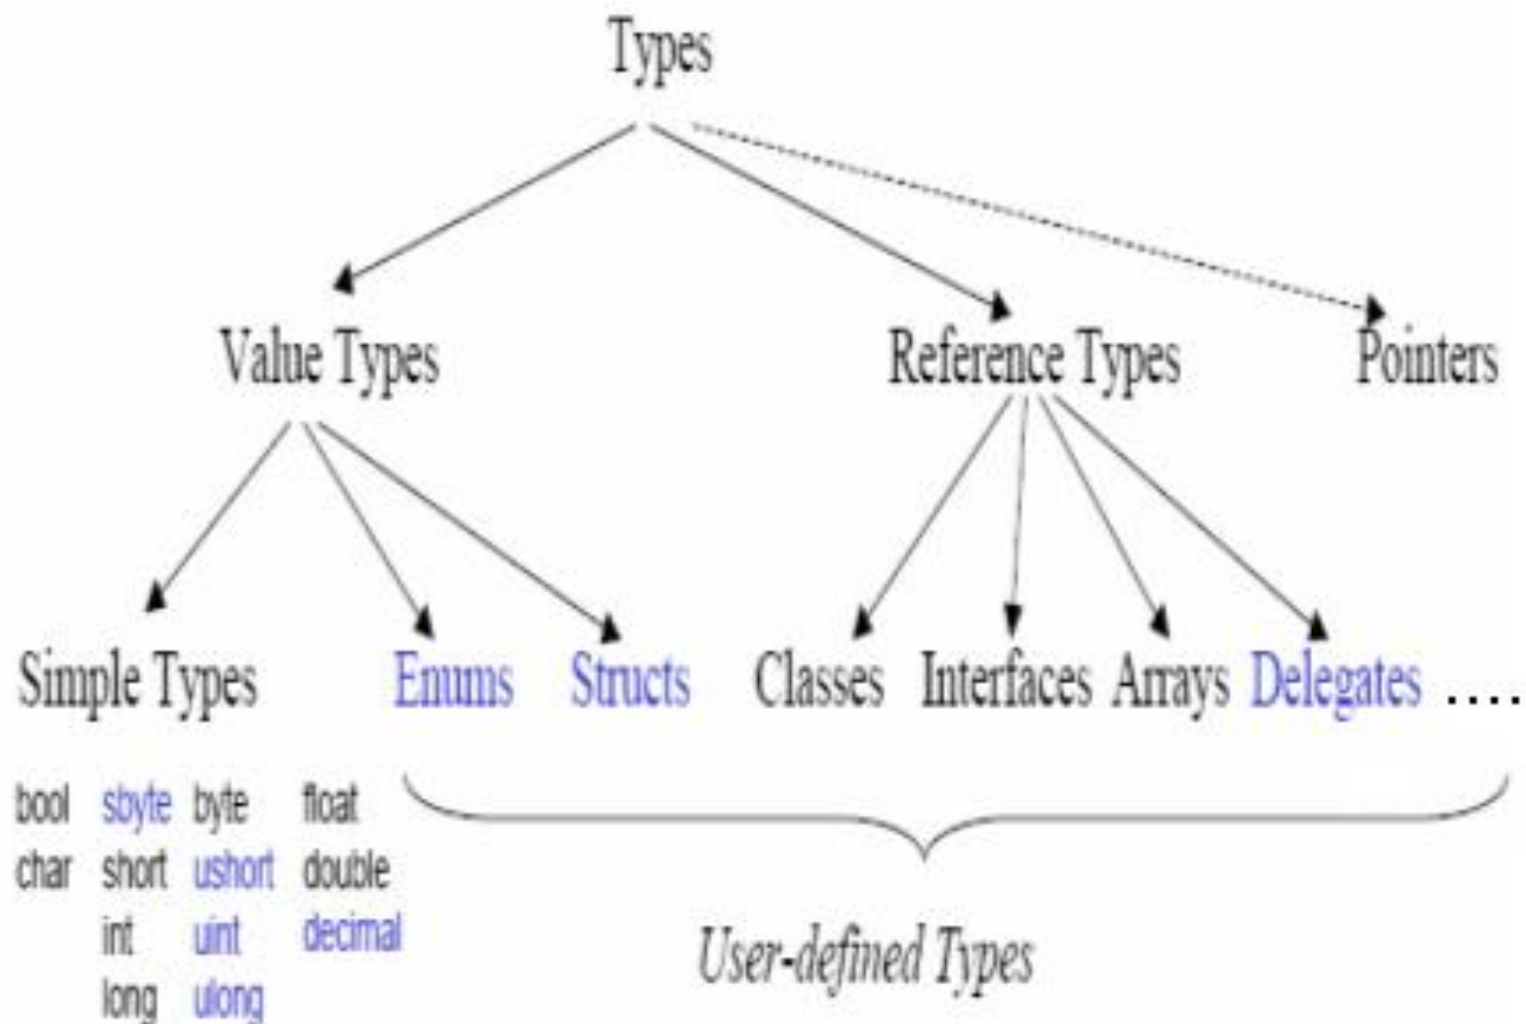 Types
Value Types Reference Types Pointers
Simple Types Enums Structs Classes Interfaces Arrays Delegates ....
bool sbyte byte float
char short ushort double
int uint decimal
long ulong
User-defined Types